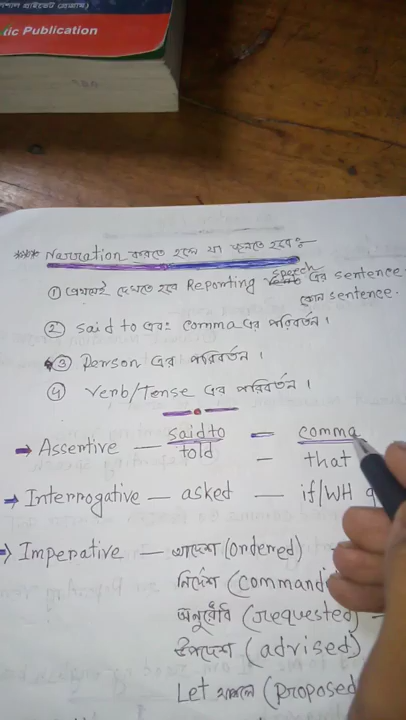 tic Publication
**** Narration করতে হলে যা জানতে হবেঃ-
① প্রথমেই দেখতে হবে Reporting speech এর sentence
কোন sentence.
② said to এবং comma এর পরিবর্তন।
③ Person এর পরিবর্তন।
④ Verb/Tense এর পরিবর্তন।
said to = comma
→ Assertive — told – that
→ Interrogative — asked — if/WH
→ Imperative — আদেশ (ordered) –
নির্দেশ (command
অনুরোধ (requested) –
উপদেশ (advised)
Let থাকলে (proposed